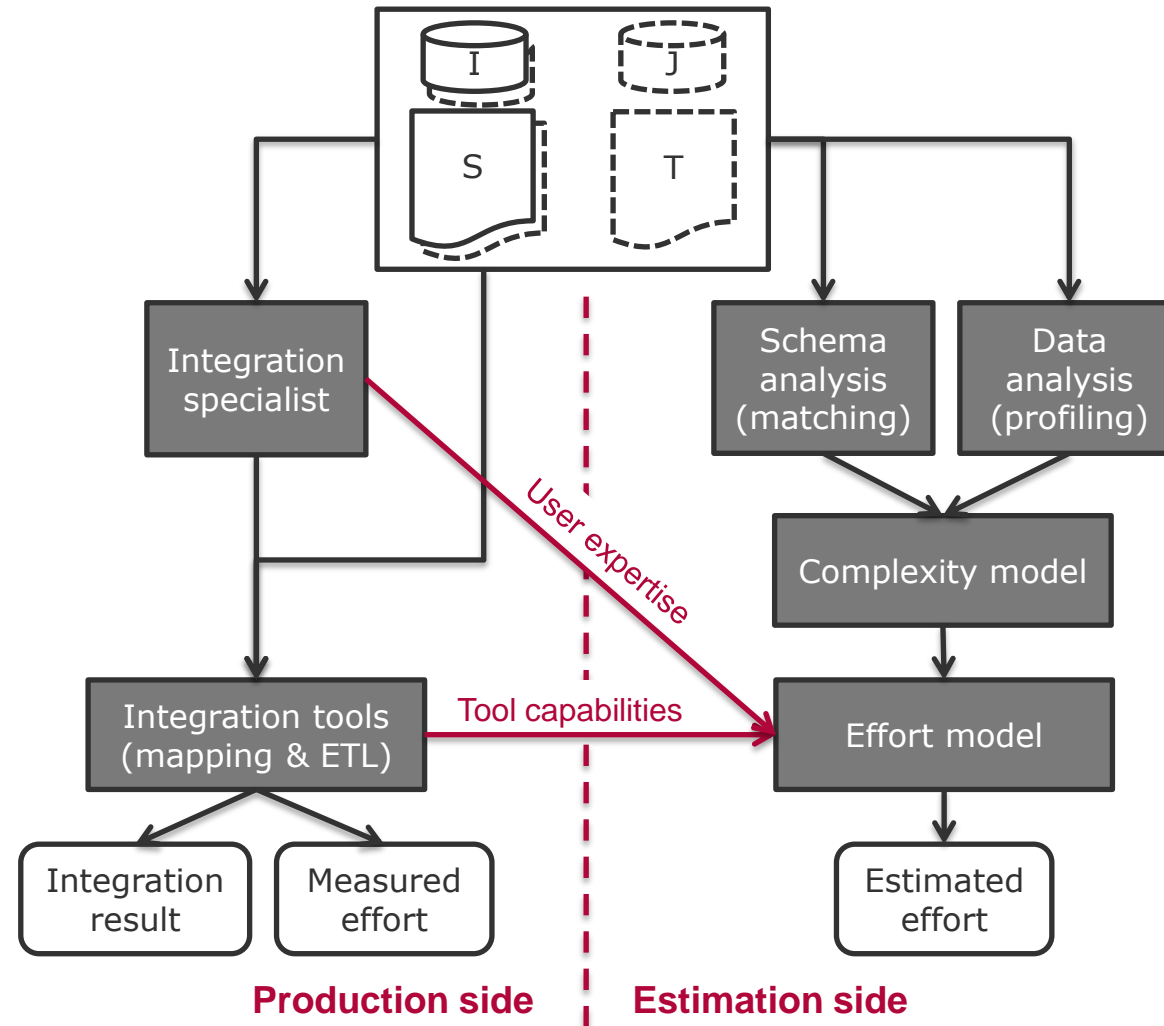 I
J
S
T
Integration
specialist
Schema
analysis
(matching)
Data
analysis
(profiling)
User expertise
Complexity model
Integration tools
(mapping & ETL)
Tool capabilities
Effort model
Integration
result
Measured
effort
Estimated
effort
Production side
Estimation side